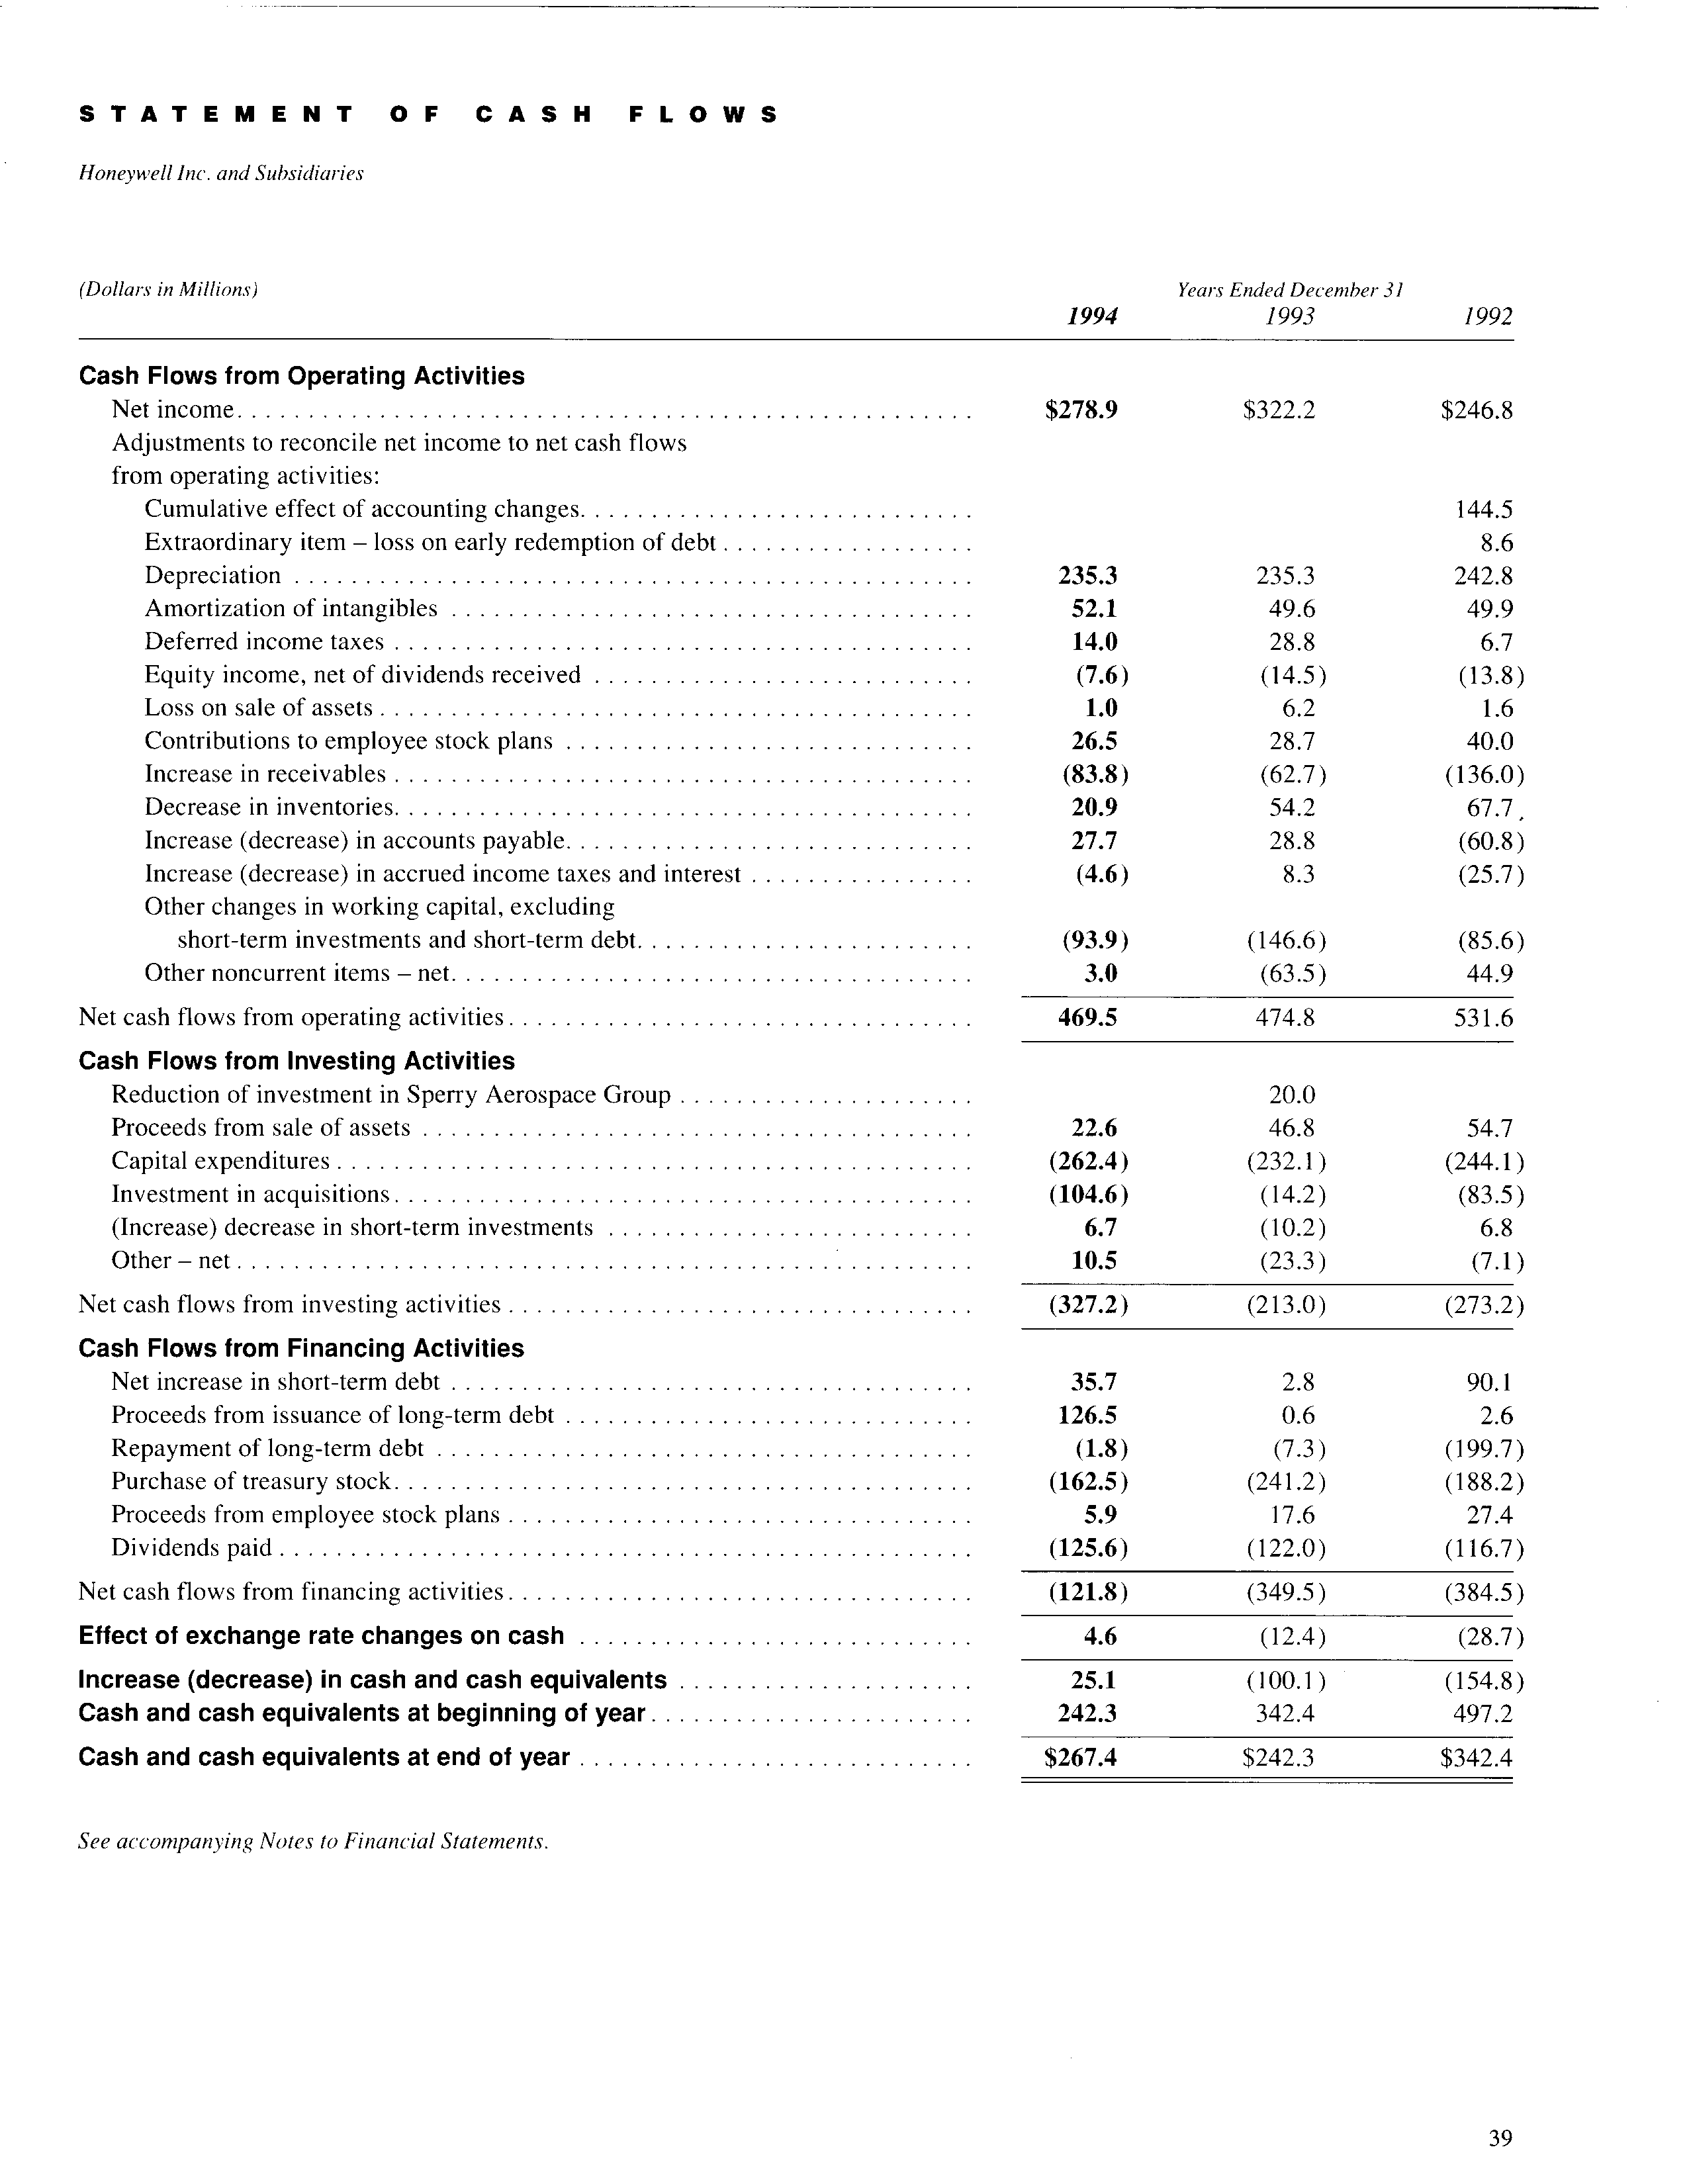 STATEMENT OF CASH FLOWS
Honeywell Inc. and Subsidiaries
(Dollars in Millions) Years Ended December 31
1994 1993 1992
Cash Flows from Operating Activities
Net income $278.9 $322.2 $246.8
Adjustments to reconcile net income to net cash flows
from operating activities:
Cumulative effect of accounting changes 144.5
Extraordinary item – loss on early redemption of debt 8.6
Depreciation 235.3 235.3 242.8
Amortization of intangibles 52.1 49.6 49.9
Deferred income taxes 14.0 28.8 6.7
Equity income, net of dividends received (7.6) (14.5) (13.8)
Loss on sale of assets 1.0 6.2 1.6
Contributions to employee stock plans 26.5 28.7 40.0
Increase in receivables (83.8) (62.7) (136.0)
Decrease in inventories 20.9 54.2 67.7
Increase (decrease) in accounts payable 27.7 28.8 (60.8)
Increase (decrease) in accrued income taxes and interest (4.6) 8.3 (25.7)
Other changes in working capital, excluding
short-term investments and short-term debt (93.9) (146.6) (85.6)
Other noncurrent items – net 3.0 (63.5) 44.9
Net cash flows from operating activities 469.5 474.8 531.6
Cash Flows from Investing Activities
Reduction of investment in Sperry Aerospace Group 20.0
Proceeds from sale of assets 22.6 46.8 54.7
Capital expenditures (262.4) (232.1) (244.1)
Investment in acquisitions (104.6) (14.2) (83.5)
(Increase) decrease in short-term investments 6.7 (10.2) 6.8
Other – net 10.5 (23.3) (7.1)
Net cash flows from investing activities (327.2) (213.0) (273.2)
Cash Flows from Financing Activities
Net increase in short-term debt 35.7 2.8 90.1
Proceeds from issuance of long-term debt 126.5 0.6 2.6
Repayment of long-term debt (1.8) (7.3) (199.7)
Purchase of treasury stock (162.5) (241.2) (188.2)
Proceeds from employee stock plans 5.9 17.6 27.4
Dividends paid (125.6) (122.0) (116.7)
Net cash flows from financing activities (121.8) (349.5) (384.5)
Effect of exchange rate changes on cash 4.6 (12.4) (28.7)
Increase (decrease) in cash and cash equivalents 25.1 (100.1) (154.8)
Cash and cash equivalents at beginning of year 242.3 342.4 497.2
Cash and cash equivalents at end of year $267.4 $242.3 $342.4
See accompanying Notes to Financial Statements.
39